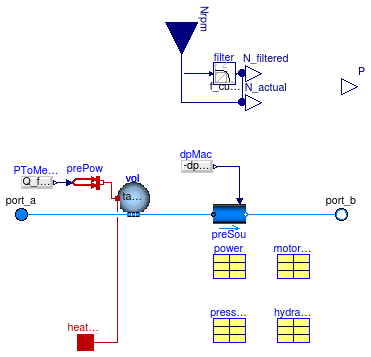 Nrpm
filter
N_filtered
f_cu...
N_actual
P
PToMe...
Q_f...
prePow
vol
ta...
dpMac
-dp...
port_a
port_b
preSou
power
motor...
press...
hydra...
heat...